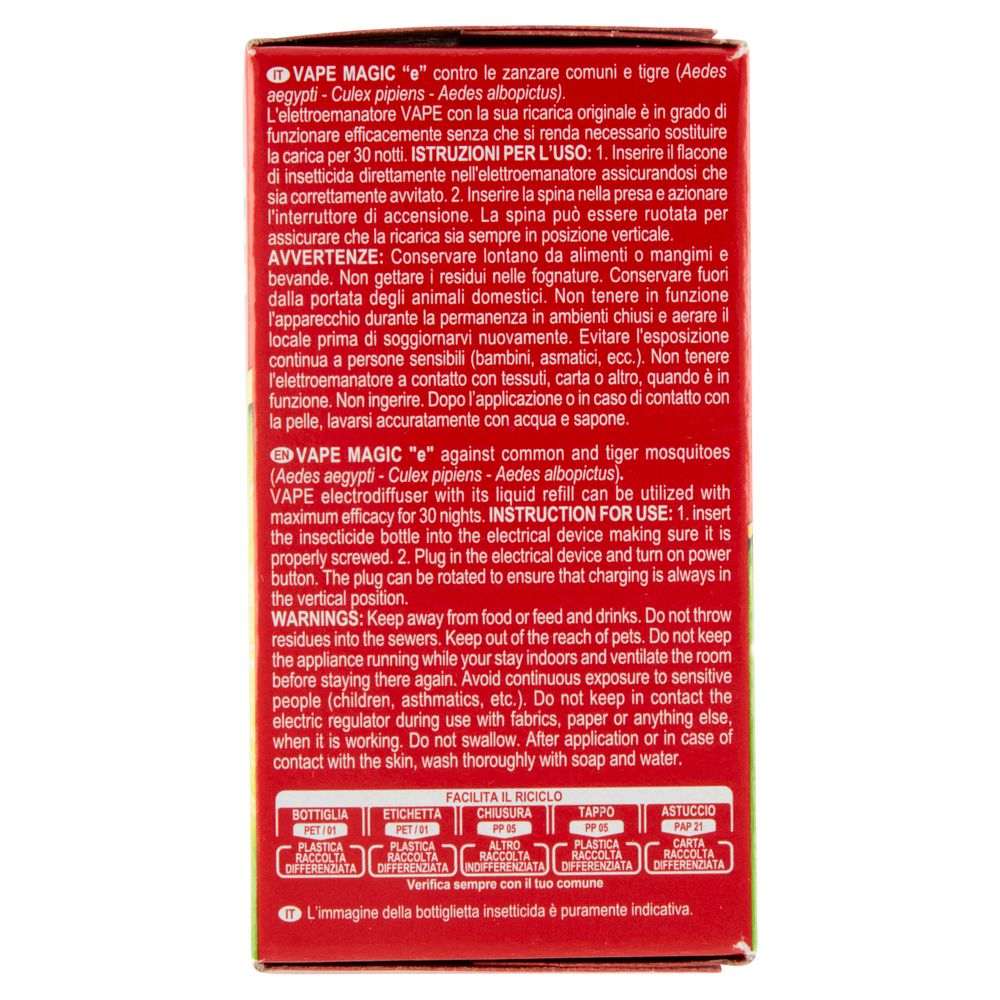 IT VAPE MAGIC “e” contro le zanzare comuni e tigre (Aedes
aegypti - Culex pipiens - Aedes albopictus).
L'elettroemanatore VAPE con la sua ricarica originale è in grado di
funzionare efficacemente senza che si renda necessario sostituire
la carica per 30 notti. ISTRUZIONI PER L'USO: 1. Inserire il flacone
di insetticida direttamente nell'elettroemanatore assicurandosi che
sia correttamente avvitato. 2. Inserire la spina nella presa e azionare
l'interruttore di accensione. La spina può essere ruotata per
assicurare che la ricarica sia sempre in posizione verticale.
AVVERTENZE: Conservare lontano da alimenti o mangimi e
bevande. Non gettare i residui nelle fognature. Conservare fuori
dalla portata degli animali domestici. Non tenere in funzione
l'apparecchio durante la permanenza in ambienti chiusi e aerare il
locale prima di soggiornarvi nuovamente. Evitare l'esposizione
continua a persone sensibili (bambini, asmatici, ecc.). Non tenere
l'elettroemanatore a contatto con tessuti, carta o altro, quando è in
funzione. Non ingerire. Dopo l'applicazione o in caso di contatto con
la pelle, lavarsi accuratamente con acqua e sapone.
EN VAPE MAGIC "e" against common and tiger mosquitoes
(Aedes aegypti - Culex pipiens - Aedes albopictus).
VAPE electrodiffuser with its liquid refill can be utilized with
maximum efficacy for 30 nights. INSTRUCTION FOR USE: 1. insert
the insecticide bottle into the electrical device making sure it is
properly screwed. 2. Plug in the electrical device and turn on power
button. The plug can be rotated to ensure that charging is always in
the vertical position.
WARNINGS: Keep away from food or feed and drinks. Do not throw
residues into the sewers. Keep out of the reach of pets. Do not keep
the appliance running while your stay indoors and ventilate the room
before staying there again. Avoid continuous exposure to sensitive
people (children, asthmatics, etc.). Do not keep in contact the
electric regulator during use with fabrics, paper or anything else,
when it is working. Do not swallow. After application or in case of
contact with the skin, wash thoroughly with soap and water.
FACILITA IL RICICLO
BOTTIGLIA ETICHETTA CHIUSURA TAPPO ASTUCCIO
PET / 01 PET / 01 PP 05 PP 05 PAP 21
PLASTICA PLASTICA ALTRO PLASTICA CARTA
RACCOLTA RACCOLTA RACCOLTA RACCOLTA RACCOLTA
DIFFERENZIATA DIFFERENZIATA INDIFFERENZIATA DIFFERENZIATA DIFFERENZIATA
Verifica sempre con il tuo comune
IT L'immagine della bottiglietta insetticida è puramente indicativa.